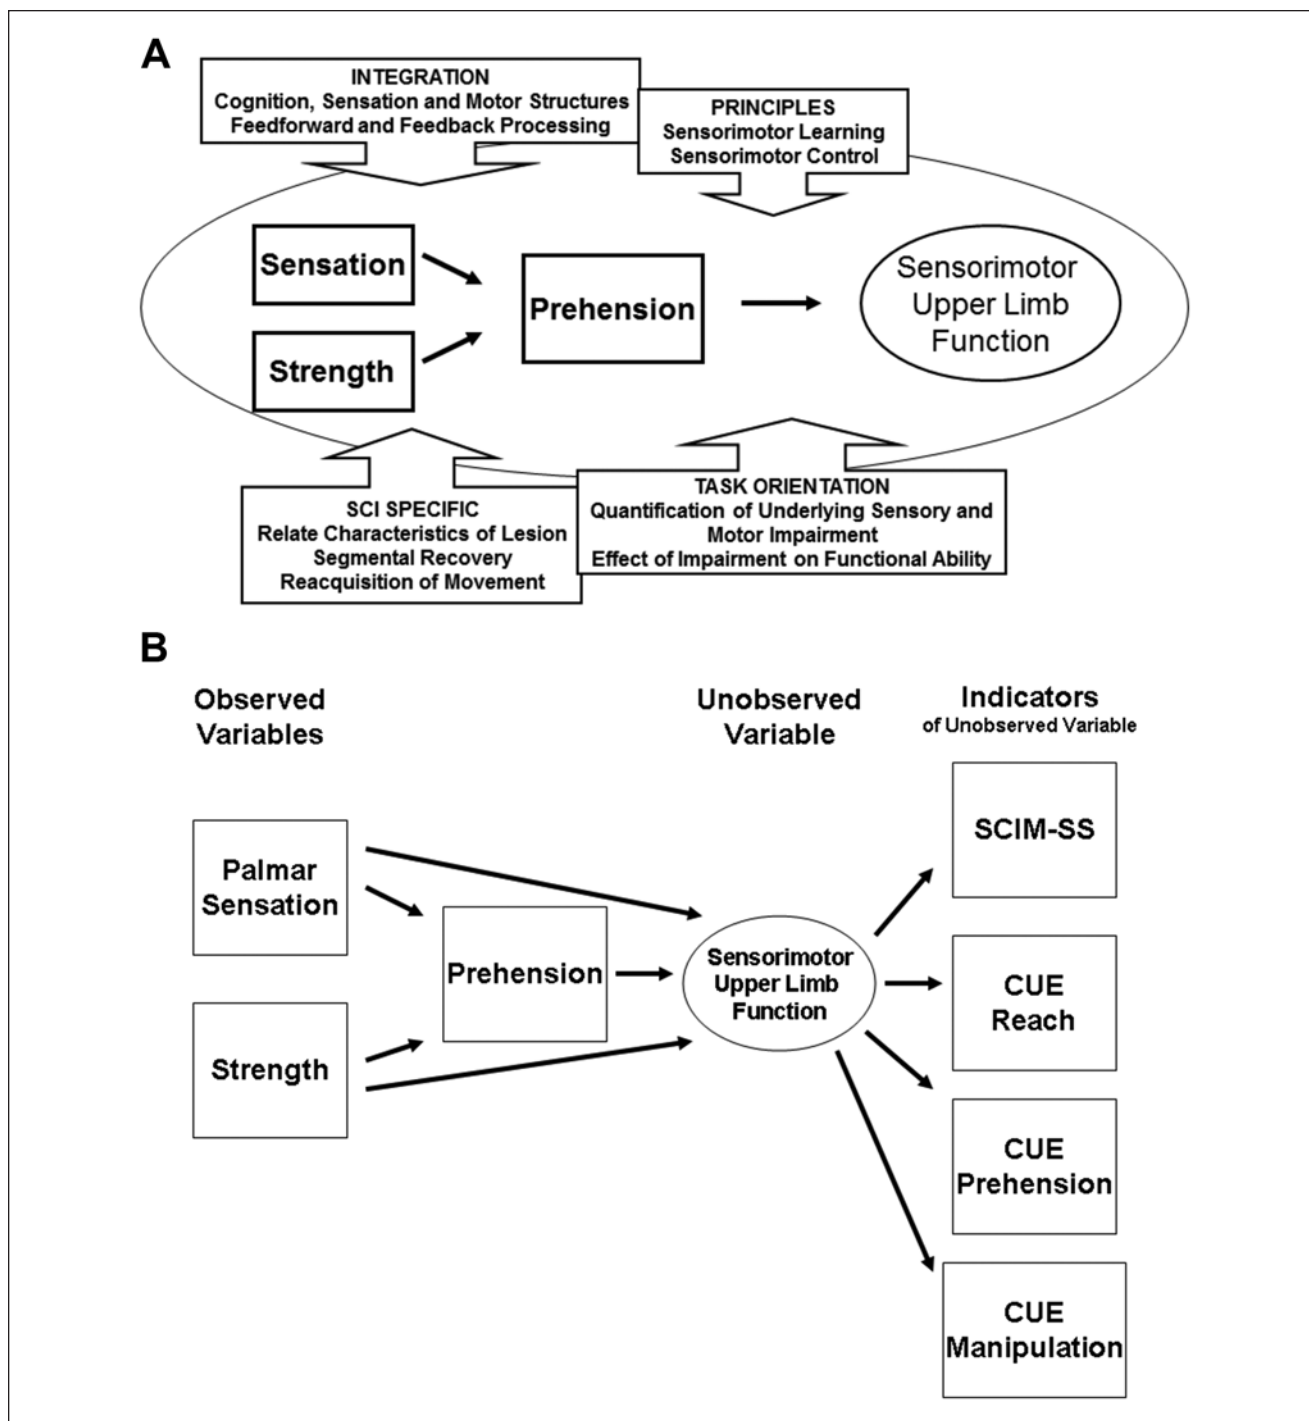 A
INTEGRATION
Cognition, Sensation and Motor Structures
Feedforward and Feedback Processing
PRINCIPLES
Sensorimotor Learning
Sensorimotor Control
Sensation
Strength
Prehension
Sensorimotor
Upper Limb
Function
SCI SPECIFIC
Relate Characteristics of Lesion
Segmental Recovery
Reacquisition of Movement
TASK ORIENTATION
Quantification of Underlying Sensory and
Motor Impairment
Effect of Impairment on Functional Ability
B
Observed
Variables
Unobserved
Variable
Indicators
of Unobserved Variable
Palmar
Sensation
Strength
Prehension
Sensorimotor
Upper Limb
Function
SCIM-SS
CUE
Reach
CUE
Prehension
CUE
Manipulation